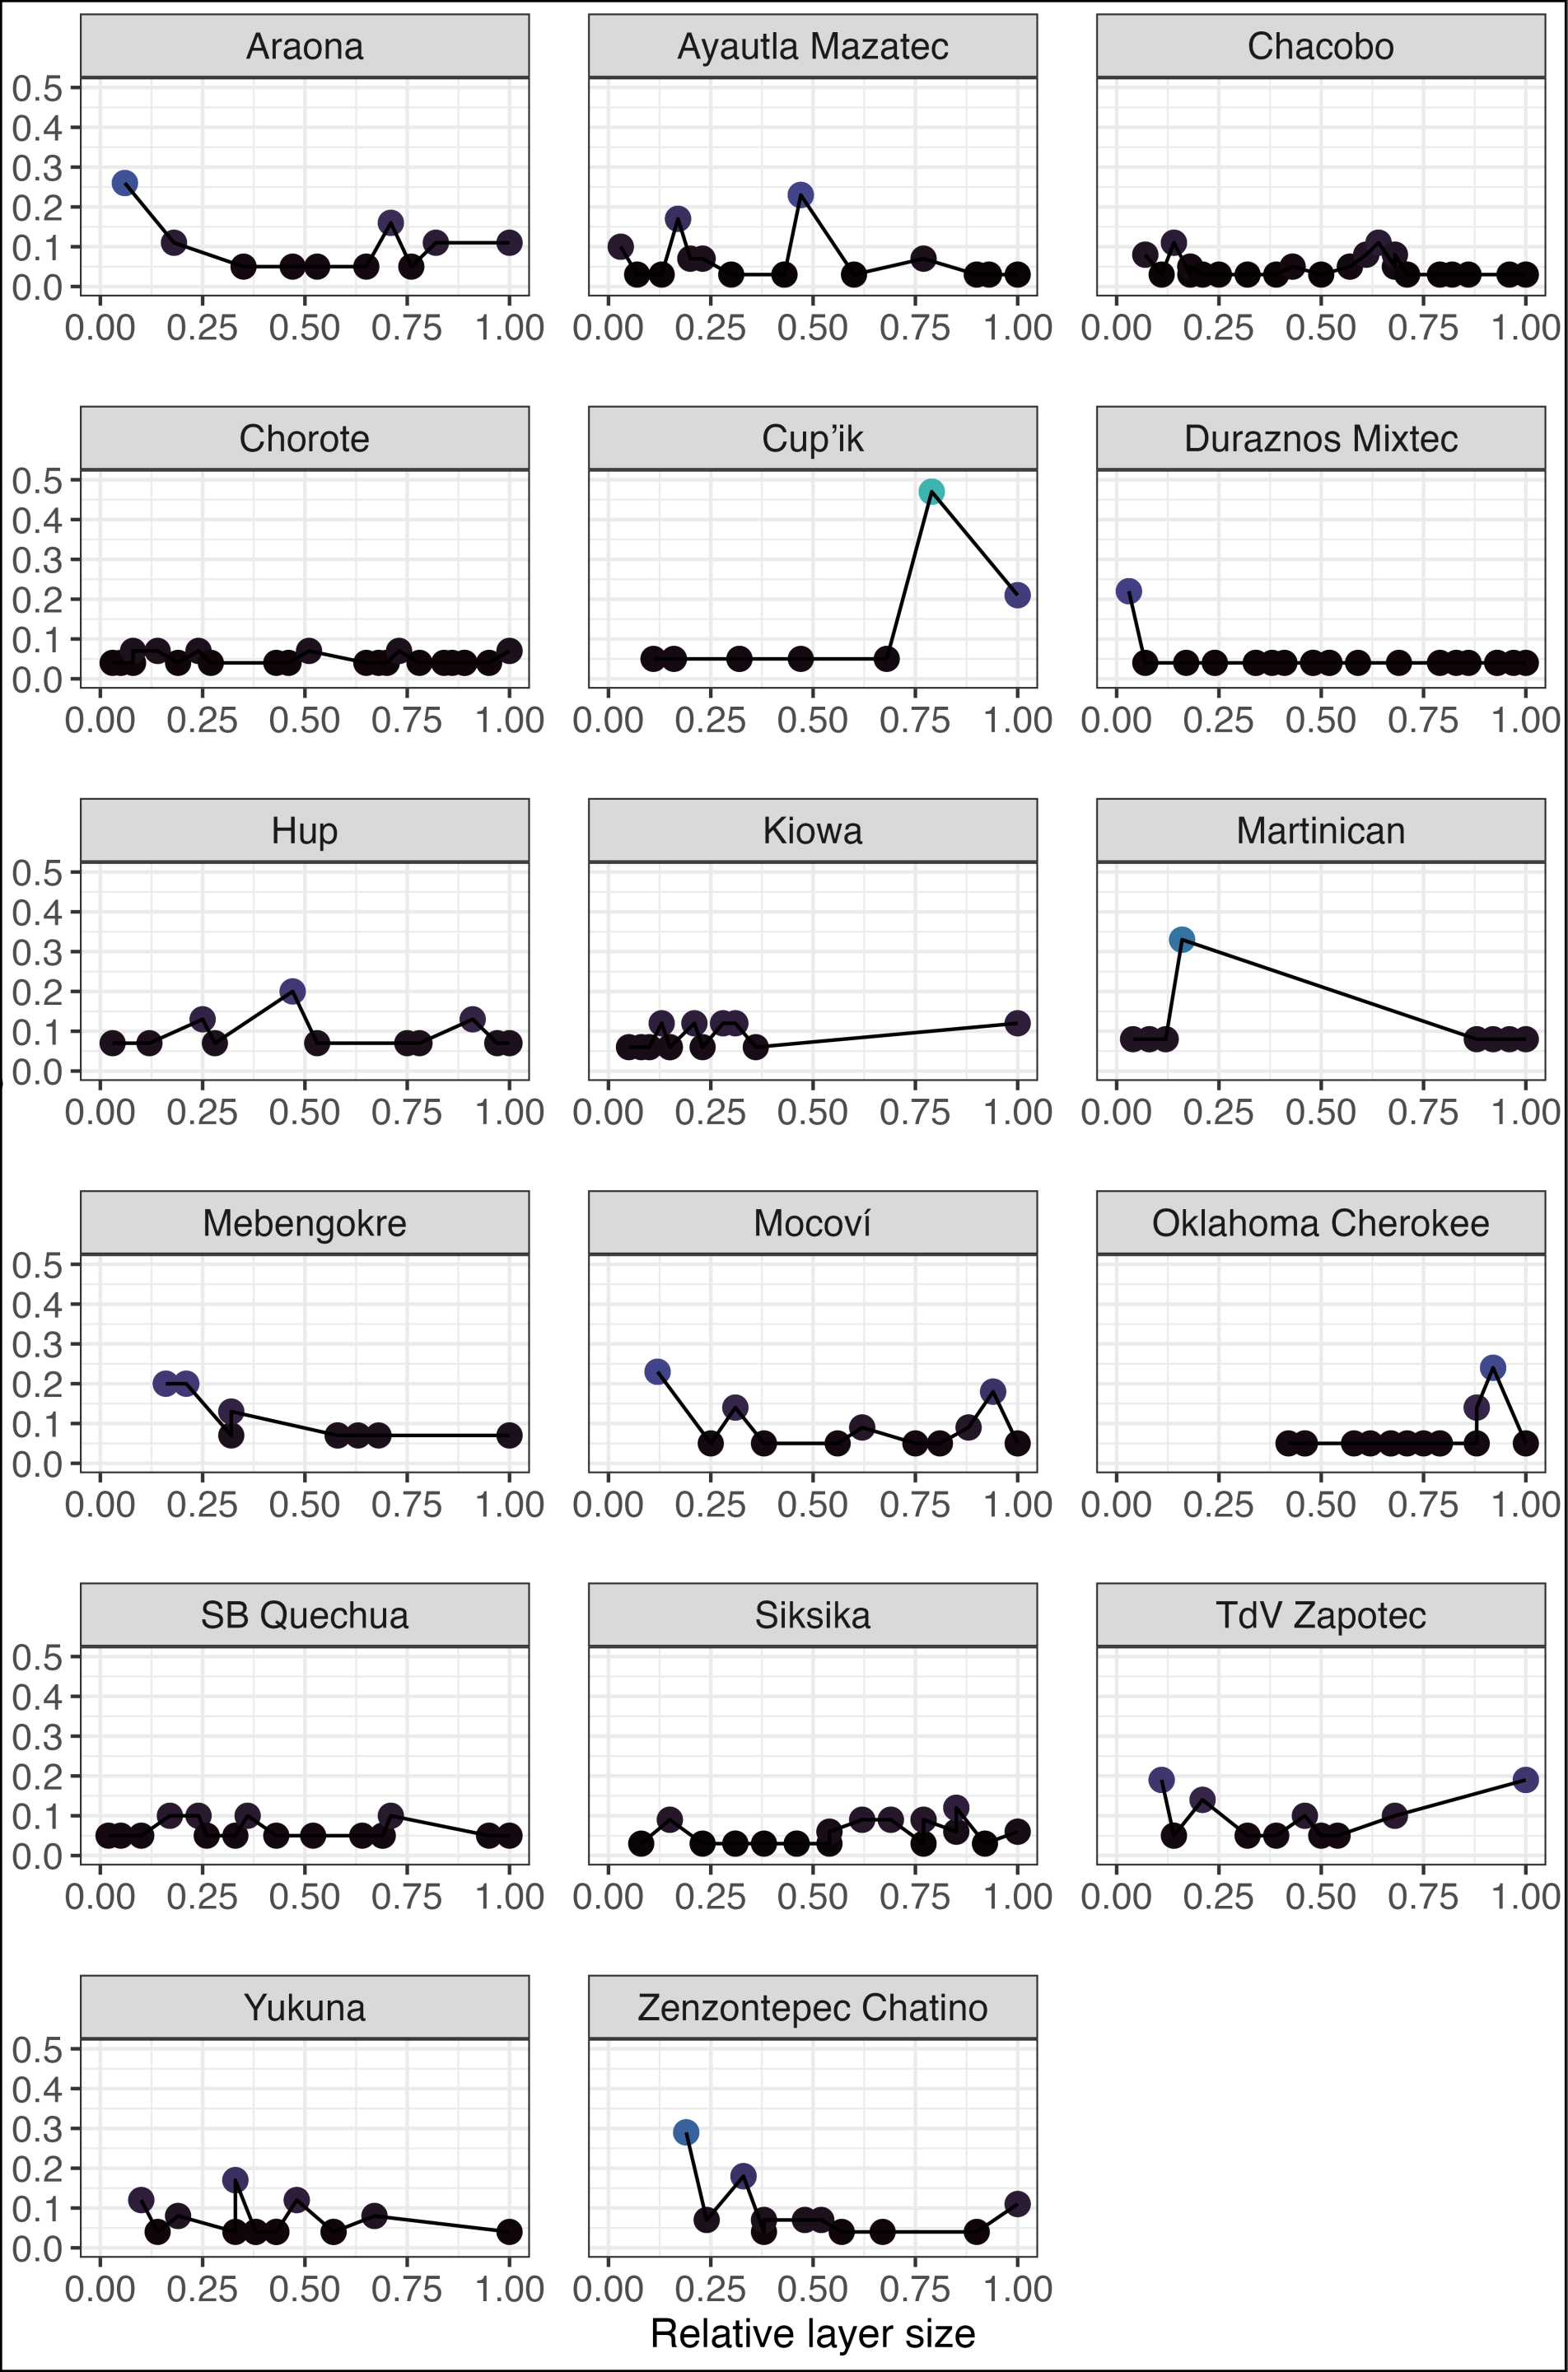 Araona Ayautla Mazatec Chacobo
0.5
0.4
0.3
0.2
0.1
0.0
0.00 0.25 0.50 0.75 1.00 0.00 0.25 0.50 0.75 1.00 0.00 0.25 0.50 0.75 1.00
Chorote Cup’ik Duraznos Mixtec
0.5
0.4
0.3
0.2
0.1
0.0
0.00 0.25 0.50 0.75 1.00 0.00 0.25 0.50 0.75 1.00 0.00 0.25 0.50 0.75 1.00
Hup Kiowa Martinican
0.5
0.4
0.3
0.2
0.1
0.0
0.00 0.25 0.50 0.75 1.00 0.00 0.25 0.50 0.75 1.00 0.00 0.25 0.50 0.75 1.00
Mebengokre Mocoví Oklahoma Cherokee
0.5
0.4
0.3
0.2
0.1
0.0
0.00 0.25 0.50 0.75 1.00 0.00 0.25 0.50 0.75 1.00 0.00 0.25 0.50 0.75 1.00
SB Quechua Siksika TdV Zapotec
0.5
0.4
0.3
0.2
0.1
0.0
0.00 0.25 0.50 0.75 1.00 0.00 0.25 0.50 0.75 1.00 0.00 0.25 0.50 0.75 1.00
Yukuna Zenzontepec Chatino
0.5
0.4
0.3
0.2
0.1
0.0
0.00 0.25 0.50 0.75 1.00 0.00 0.25 0.50 0.75 1.00
Relative layer size